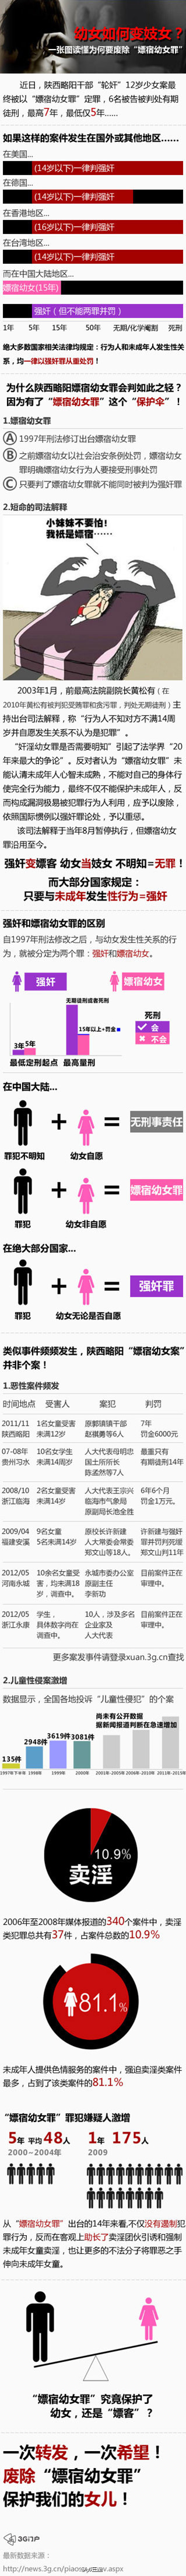 幼女如何变妓女？
一张图读懂为何要废除“嫖宿幼女罪”
近日，陕西略阳干部“轮奸”12岁少女案最
终被以“嫖宿幼女罪”定罪，6名被告被判处有期
徒刑，最高7年，最低仅5年……
如果这样的案件发生在国外或其他地区……
在美国...
(14岁以下)一律判强奸
在德国...
(14岁以下)一律判强奸
在香港地区...
(16岁以下)一律判强奸
在台湾地区...
(14岁以下)一律判强奸
而在中国大陆地区...
嫖宿幼女(15年)
强奸（但不能两罪并罚）
1年 5年 15年 50年 无期/化学阉割 死刑
绝大多数国家相关法律均规定：行为人和未成年人发生性关
系，均一律以强奸罪从重处罚！
为什么陕西略阳嫖宿幼女罪会判如此之轻？
因为有了“嫖宿幼女罪”这个“保护伞”！
1.嫖宿幼女罪
A 1997年刑法修订出台嫖宿幼女罪
B 之前嫖宿幼女以社会治安条例处罚，嫖宿幼女
罪明确嫖宿幼女行为人要接受刑事处罚
C 只要判了嫖宿幼女罪就不能同时被判为强奸罪
2.短命的司法解释
小妹妹不要怕！
我祇是嫖宿……
2003年1月，前最高法院副院长黄松有（在
2010年黄松有被判犯受贿罪和贪污罪，判处无期徒刑）主
持出台司法解释，称“行为人不知对方不满14周
岁并自愿发生关系不认为是犯罪”。
“奸淫幼女罪是否需要明知”引起了法学界“20
年来最大的争论”。反对者认为“嫖宿幼女罪”未
能认清未成年人心智未成熟，不能对自己的身体行
使完全行为能力，最终不仅不能保护未成年人，反
而构成漏洞极易被犯罪行为人利用，应予以废除，
依照国际惯例以强奸罪论处，予以重惩。
该司法解释于当年8月暂停执行，但嫖宿幼女
罪沿用至今。
强奸变嫖客 幼女当妓女 不明知=无罪！
而大部分国家规定：
只要与未成年发生性行为=强奸
强奸和嫖宿幼女罪的区别
自1997年刑法修改之后，与幼女发生性关系的行
为，就被分定为两个罪：强奸和嫖宿幼女。
强奸
嫖宿幼女
无期徒刑或者死刑
15年以上+罚金
3年 5年
死刑
会
不会
最低定刑起点 最高量刑
在中国大陆...
+ = 无刑事责任
罪犯不明知 幼女自愿
+ = 嫖宿幼女罪
罪犯 幼女非自愿
在绝大部分国家...
+ = 强奸罪
罪犯 幼女无论是否自愿
类似事件频频发生，陕西略阳“嫖宿幼女案”
并非个案！
1.恶性案件频发
时间地点 受害人 案犯 判罚
2011/11 陕西略阳
1名女童受害 未满12岁
原郭镇镇干部 赵祺勇等6人
7年 罚金6000元
07-08年 贵州习水
10名女学生 未满14周岁
人大代表母明忠 国土所所长 陈孟然等7人
最重只有 有期徒刑14年
2008/10 浙江临海
2名女童受害 未满14岁
人大代表王宗兴 临海市气象局 原副局长池全胜
6年6个月 罚金1万元。
2009/04 福建安溪
9名女童 5名未满14岁
原校长许新建 人大常委会常委 郑文山等18人。
许新建与强奸 罪并罚判死缓 郑文山判11年
2012/05 河南永城
10余名女童受 害，均未满18 岁，调查中。
永城市委办公室 原副主任 李新功
目前案件正在 审理中。
2012/05 浙江永康
学生， 具体数字尚在 调查中。
10人，涉及多名 企业家及 人大代表
目前案件正在 审理中。
更多案发事件请登录xuan.3g.cn查找
2.儿童性侵案激增
数据显示，全国各地投诉“儿童性侵犯”的个案
尚未有公开数据
据新闻报道判断在急速增加
135件 2948件 3619件 3081件
1997年下半年 1998年 1999年 2000年 2001年-2005年 2006年-2010年 2011年-2015年
10.9%
卖淫
2006年至2008年媒体报道的340个案件中，卖淫
类犯罪总共有37件，占案件总数的10.9%
81.1%
未成年人提供色情服务的案件中，强迫卖淫类案件
最多，占到了该类案件的81.1%
“嫖宿幼女罪”罪犯嫌疑人激增
5年 平均48人 1年 175人
2000~2004年 2009
从“嫖宿幼女罪”出台的14年来看,不仅没有遏制犯
罪行为，反而在客观上助长了卖淫团伙引诱和强制
未成年女童卖淫，也让更多的不法分子将罪恶之手
伸向未成年女童。
“嫖宿幼女罪”究竟保护了
幼女，还是“嫖客”？
一次转发，一次希望！
废除“嫖宿幼女罪”
保护我们的女儿！
3G门户
最新数据来源：
http://news.3g.cn/piaosuyounv.aspx